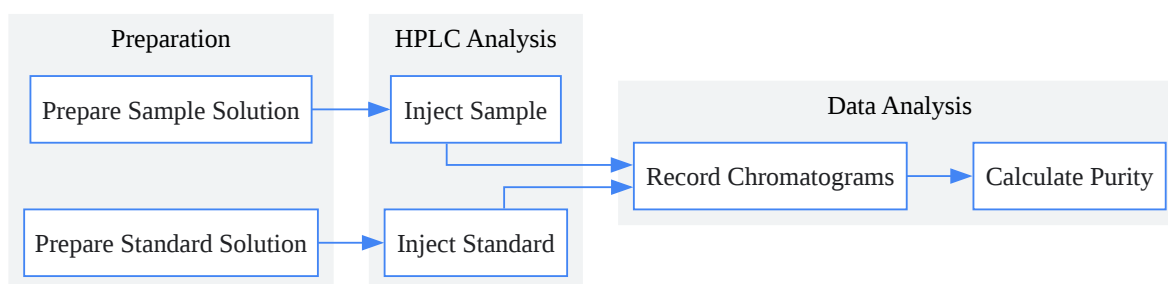 Preparation
Prepare Sample Solution
Prepare Standard Solution
HPLC Analysis
Inject Sample
Inject Standard
Data Analysis
Record Chromatograms
Calculate Purity